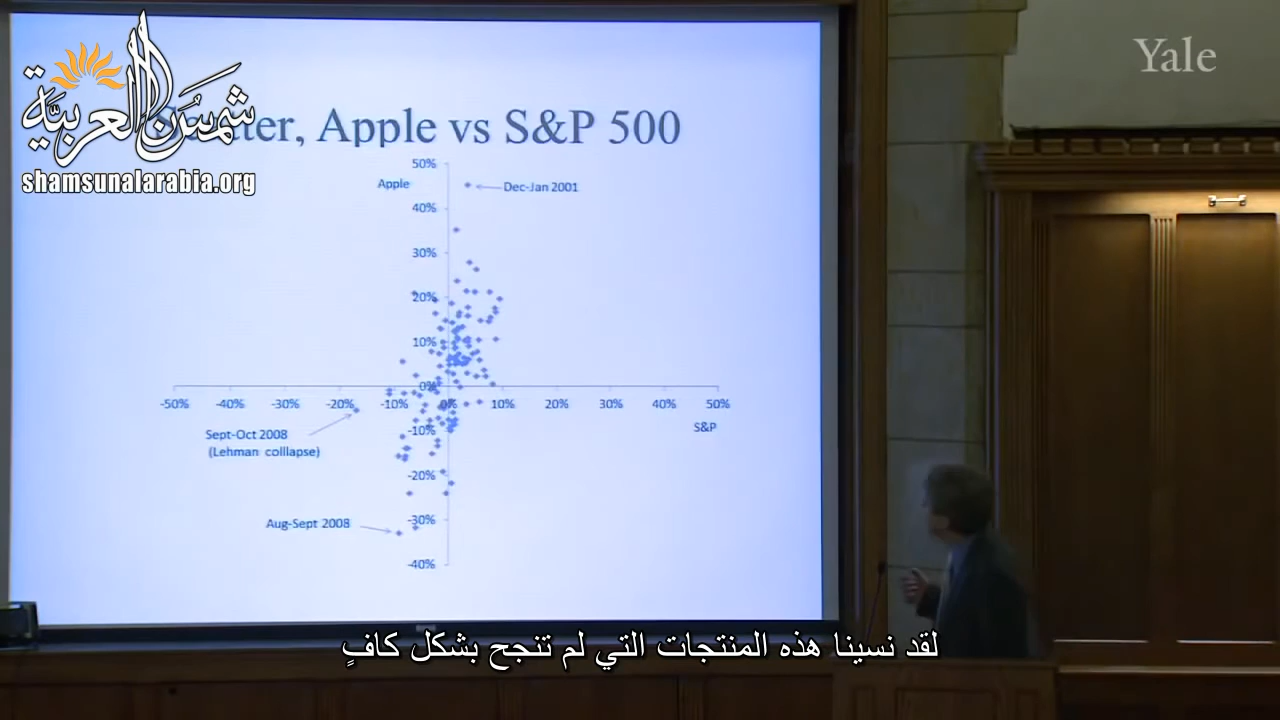 شمس العربية
shamsunalarabia.org
Yale
Scatter, Apple vs S&P 500
Apple
50%
40%
30%
20%
10%
0%
-10%
-20%
-30%
-40%
Dec-Jan 2001
-50% -40% -30% -20% -10% 0% 10% 20% 30% 40% 50%
S&P
Sept-Oct 2008
(Lehman colllapse)
Aug-Sept 2008
لقد نسينا هذه المنتجات التي لم تنجح بشكل كافٍ